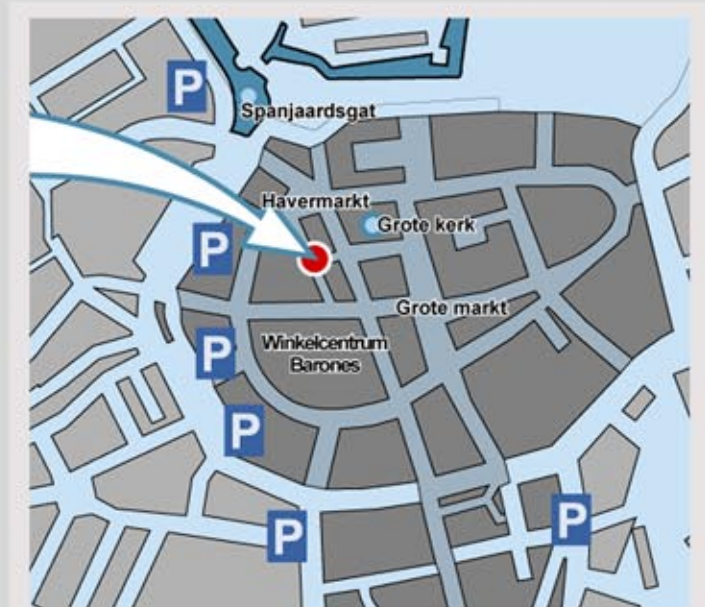 P
Spanjaardsgat
Havermarkt
Grote kerk
P
Grote markt
Winkelcentrum
Barones
P
P
P
P